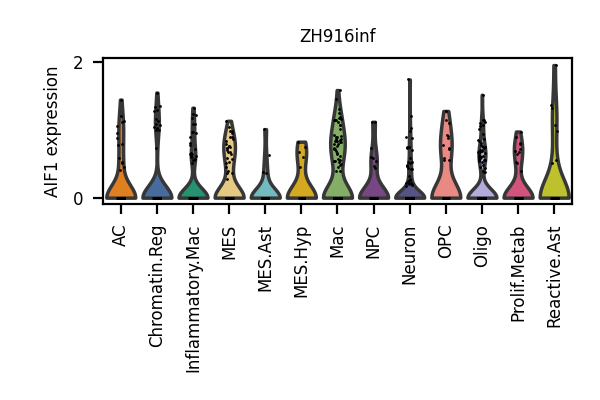 ZH916inf
AIF1 expression
2
0
AC
Chromatin.Reg
Inflammatory.Mac
MES
MES.Ast
MES.Hyp
Mac
NPC
Neuron
OPC
Oligo
Prolif.Metab
Reactive.Ast